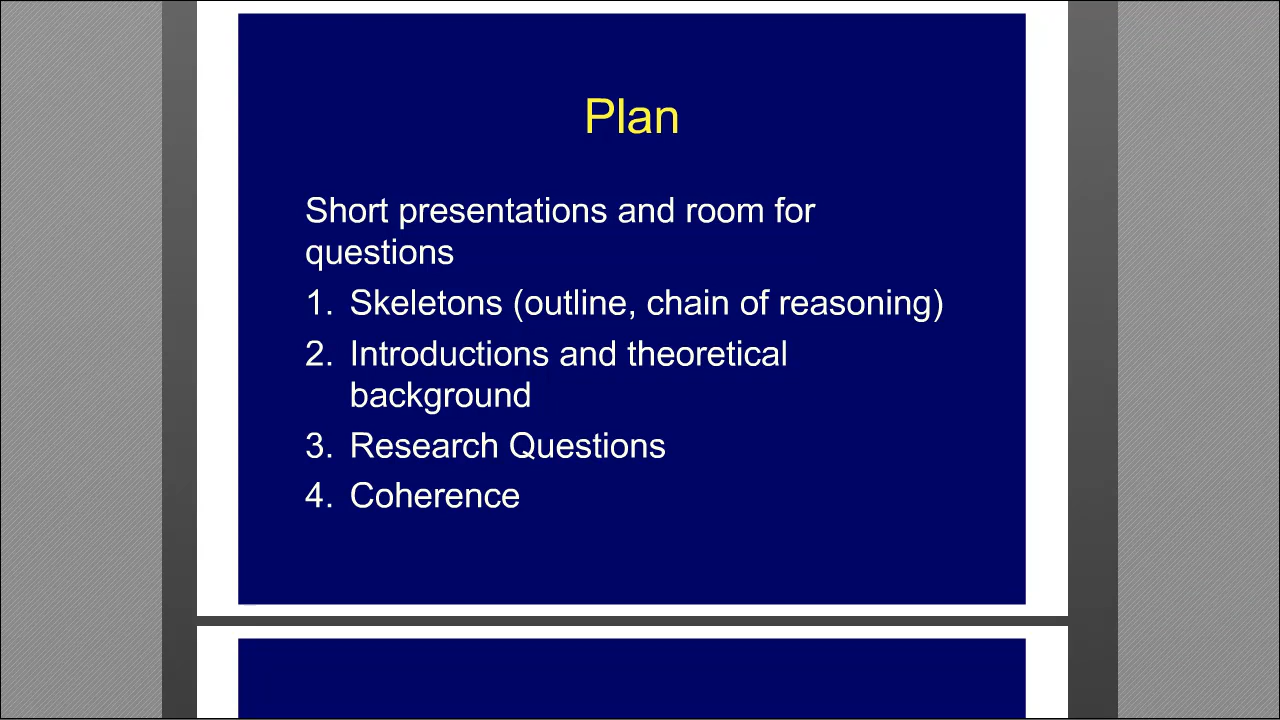 Plan
Short presentations and room for
questions
1. Skeletons (outline, chain of reasoning)
2. Introductions and theoretical
background
3. Research Questions
4. Coherence